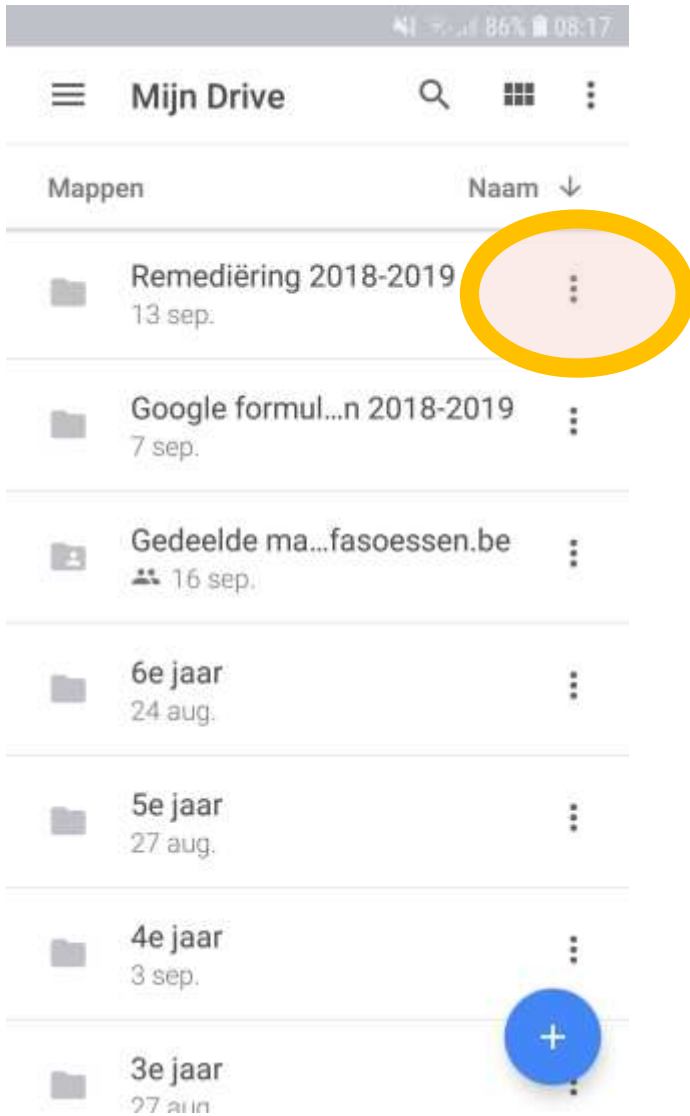 86% 08:17
Mijn Drive
Mappen Naam
Remediëring 2018-2019
13 sep.
Google formul...n 2018-2019
7 sep.
Gedeelde ma...fasoessen.be
16 sep.
6e jaar
24 aug.
5e jaar
27 aug.
4e jaar
3 sep.
3e jaar
27 aug